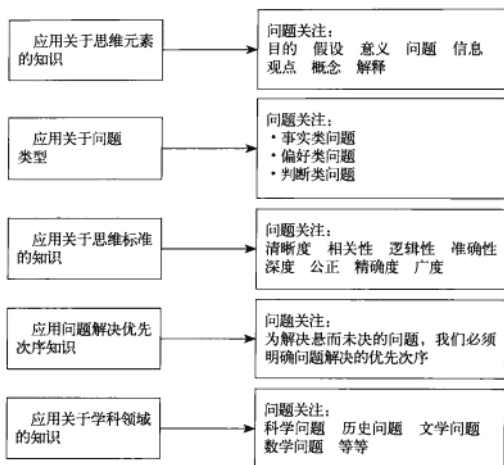 应用关于思维元素
的知识
问题关注：
目的 假设 意义 问题 信息
观点 概念 解释
应用关于问题
类型
问题关注：
·事实类问题
·偏好类问题
·判断类问题
应用关于思维标准
的知识
问题关注：
清晰度 相关性 逻辑性 准确性
深度 公正 精确度 广度
应用问题解决优先
次序知识
问题关注：
为解决悬而未决的问题，我们必须
明确问题解决的优先次序
应用关于学科领域
的知识
问题关注：
科学问题 历史问题 文学问题
数学问题 等等